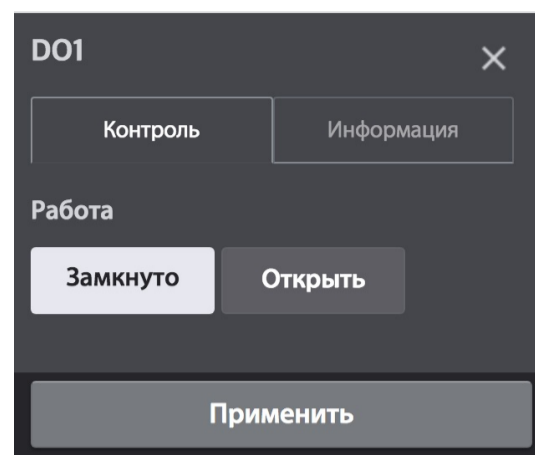 DO1
Контроль Информация
Работа
Замкнуто Открыть
Применить